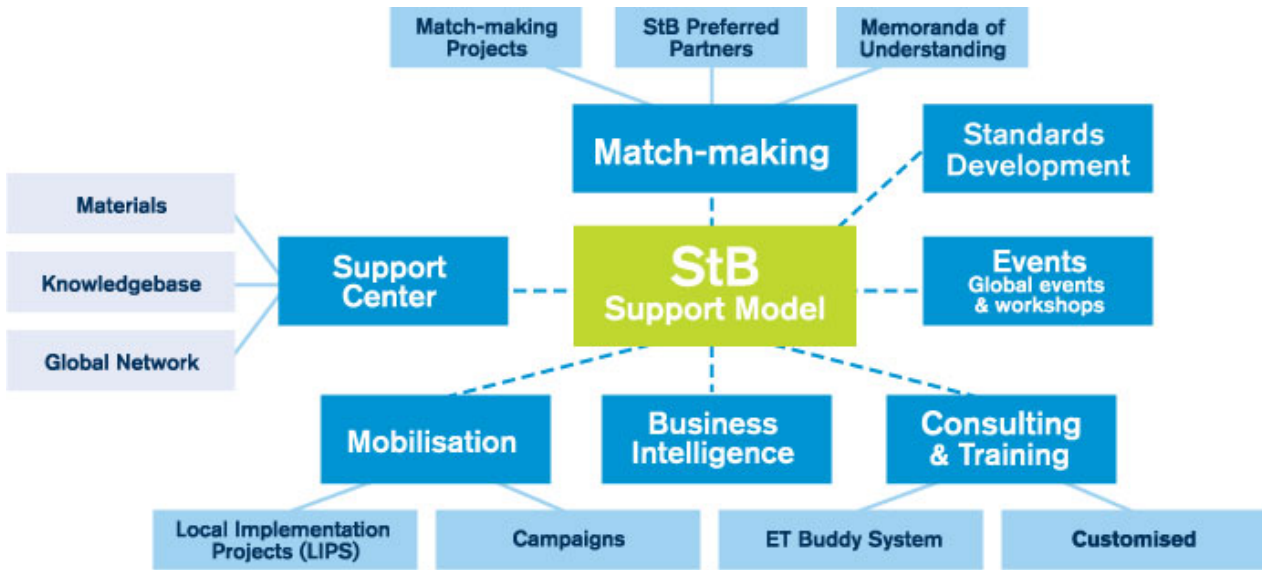 Match-making
Projects
StB Preferred
Partners
Memoranda of
Understanding
Match-making
Standards
Development
Materials
Knowledgebase
Global Network
Support
Center
StB
Support Model
Events
Global events
& workshops
Mobilisation
Business
Intelligence
Consulting
& Training
Local Implementation
Projects (LIPS)
Campaigns
ET Buddy System
Customised